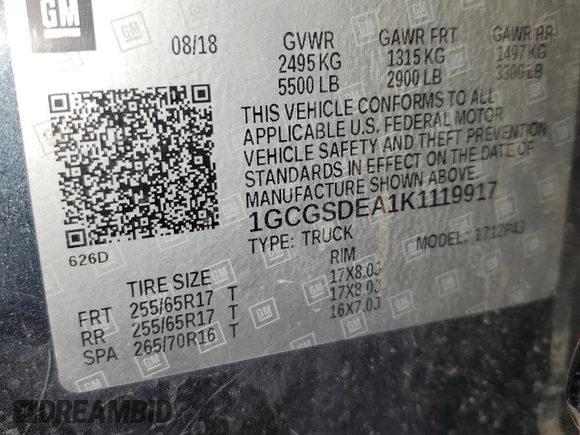 GM
08/18
GVWR
2495 KG
5500 LB
GAWR FRT
1315 KG
2900 LB
GAWR RR
1497 KG
3300 LB
THIS VEHICLE CONFORMS TO ALL
APPLICABLE U.S. FEDERAL MOTOR
VEHICLE SAFETY AND THEFT PREVENTION
STANDARDS IN EFFECT ON THE DATE OF
MANUFACTURE SHOWN ABOVE.
1GCGSDEA1K1119917
TYPE: TRUCK
MODEL: 1712P43
626D
TIRE SIZE
RIM
FRT 255/65R17 T 17X8.0J
RR 255/65R17 T 17X8.0J
SPA 265/70R16 T 16X7.0J
DREAMBID